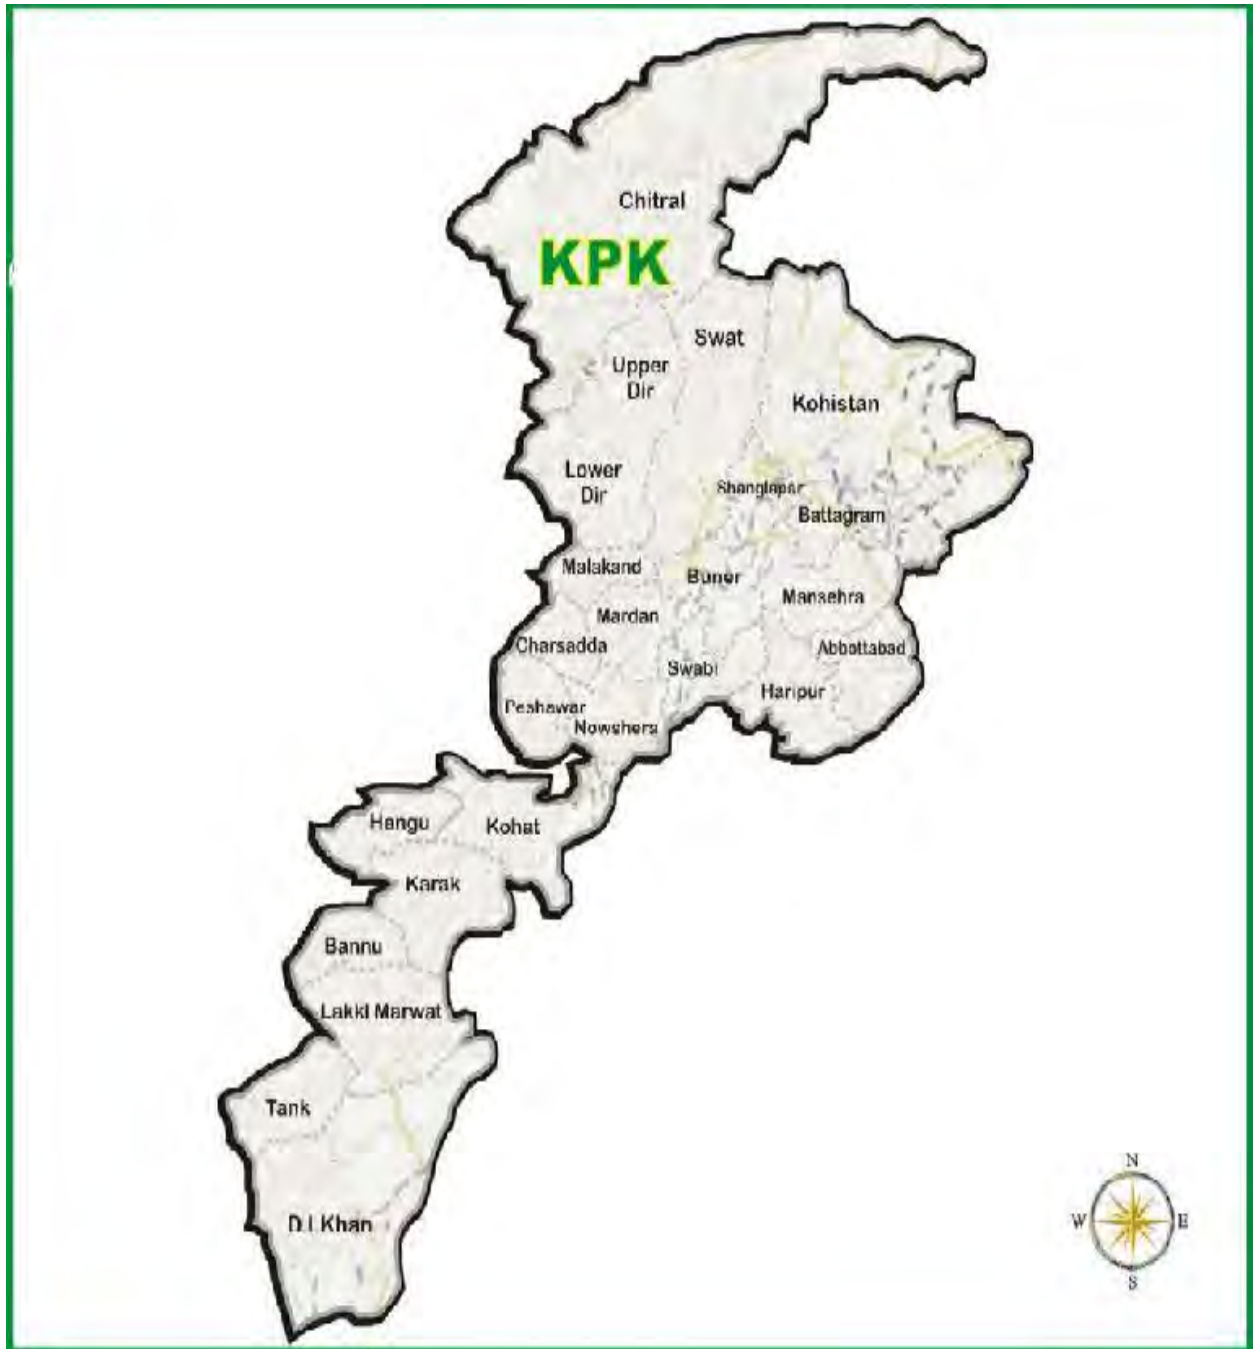 Chitral
KPK
Swat
Upper
Dir
Kohistan
Lower
Dir
Shanglapar
Battagram
Malakand
Buner
Mansehra
Mardan
Charsadda
Abbottabad
Swabi
Haripur
Peshawar
Nowshera
Hangu
Kohat
Karak
Bannu
Lakki Marwat
Tank
D.I.Khan
N
W
E
S